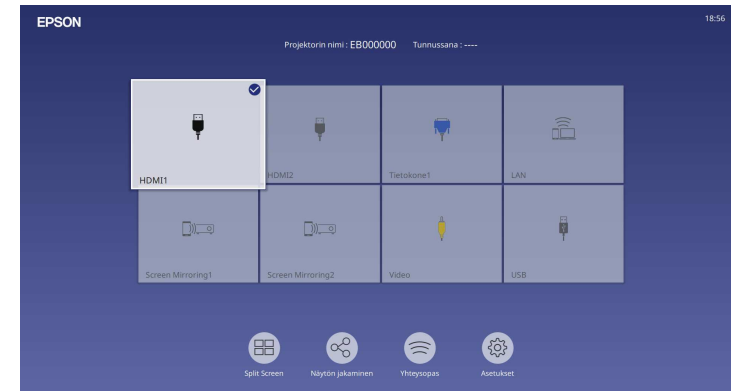 EPSON
18:56
Projektorin nimi : EB000000 Tunnussana : ----
HDMI1
HDMI2
Tietokone1
LAN
Screen Mirroring1
Screen Mirroring2
Video
USB
Split Screen
Näytön jakaminen
Yhteysopas
Asetukset